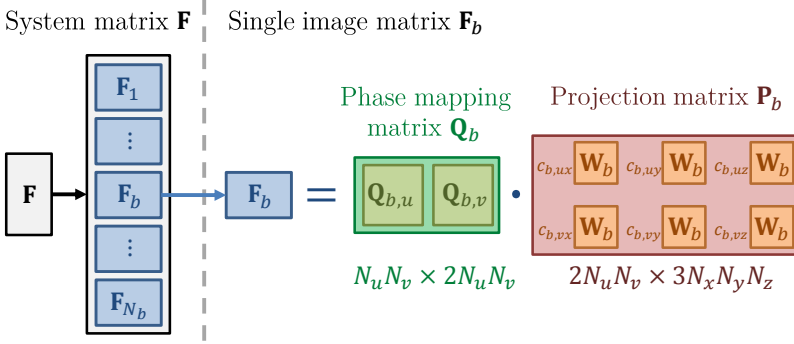 System matrix F
Single image matrix F_b
F
F_1
⋮
F_b
⋮
F_{N_b}
F_b
=
Phase mapping
matrix Q_b
Q_{b,u} Q_{b,v}
·
Projection matrix P_b
c_{b,ux} W_b c_{b,uy} W_b c_{b,uz} W_b
c_{b,vx} W_b c_{b,vy} W_b c_{b,vz} W_b
N_uN_v × 2N_uN_v
2N_uN_v × 3N_xN_yN_z